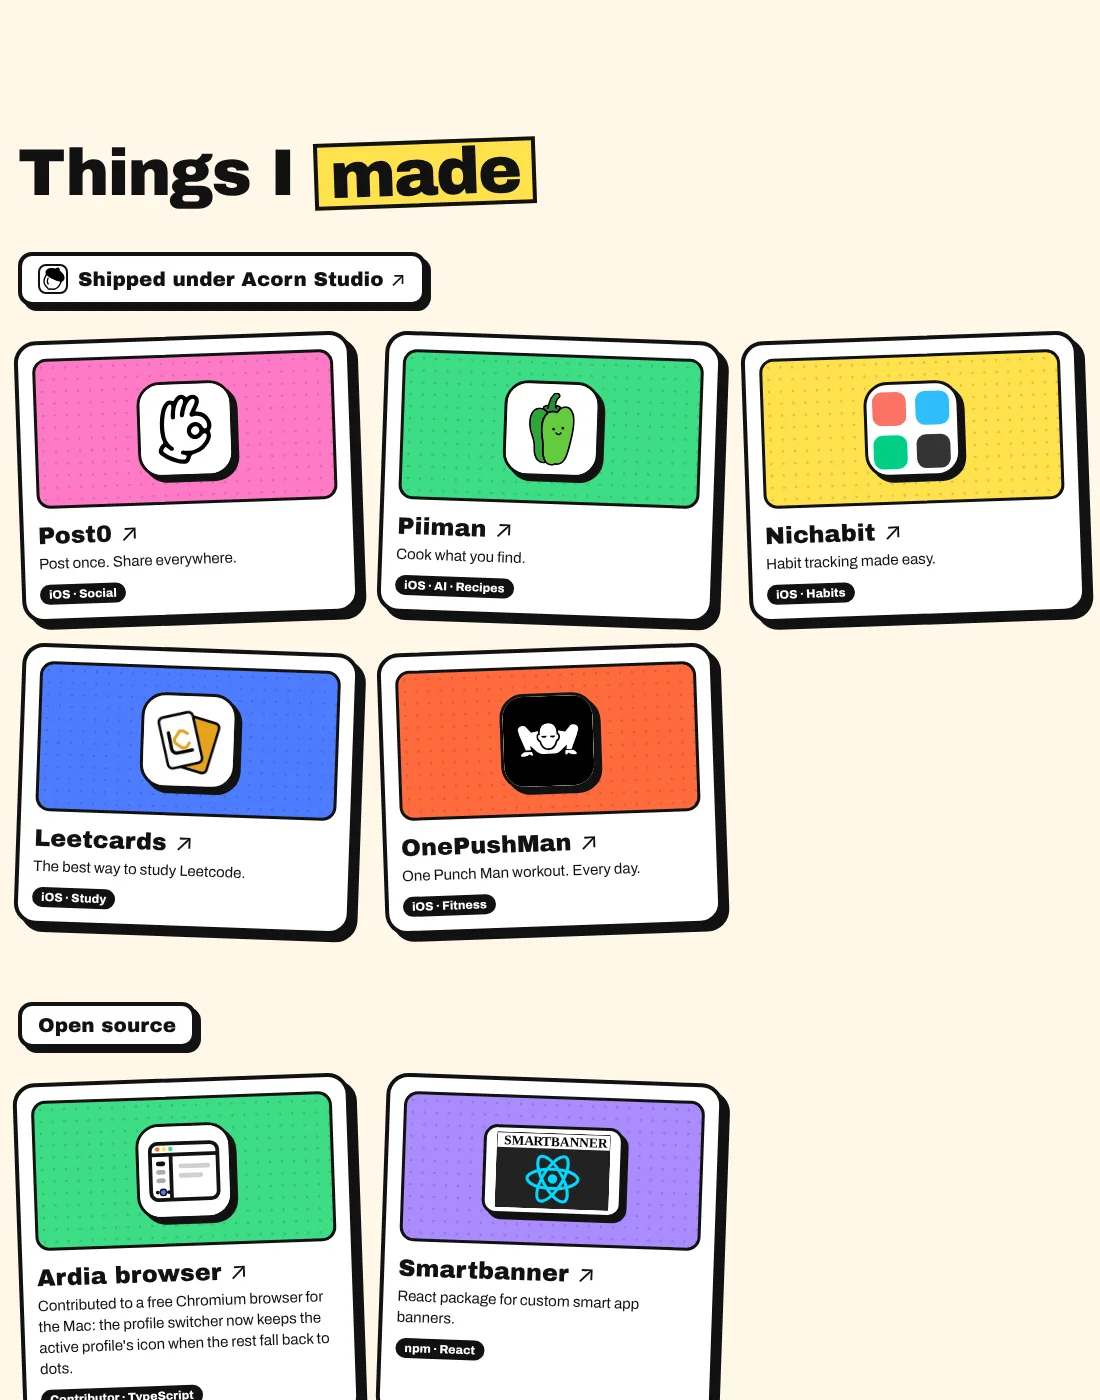 Things I made
Shipped under Acorn Studio ↗
Post0 ↗
Post once. Share everywhere.
iOS · Social
Piiman ↗
Cook what you find.
iOS · AI · Recipes
Nichabit ↗
Habit tracking made easy.
iOS · Habits
Leetcards ↗
The best way to study Leetcode.
iOS · Study
OnePushMan ↗
One Punch Man workout. Every day.
iOS · Fitness
Open source
Ardia browser ↗
Contributed to a free Chromium browser for
the Mac: the profile switcher now keeps the
active profile's icon when the rest fall back to
dots.
Contributor · TypeScript
SMARTBANNER
Smartbanner ↗
React package for custom smart app
banners.
npm · React